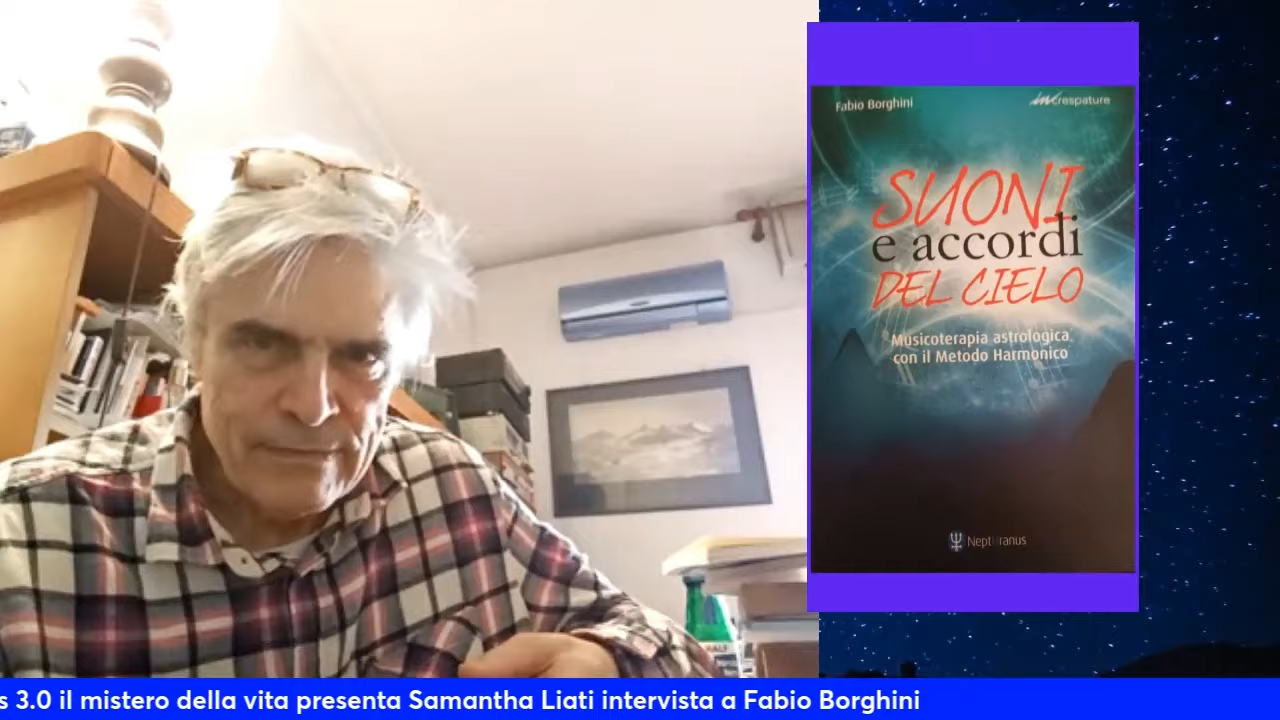 Fabio Borghini
increspature
SUONI
e accordi
DEL CIELO
Musicoterapia astrologica
con il Metodo Harmonico
NeptUranus
s 3.0 il mistero della vita presenta Samantha Liati intervista a Fabio Borghini